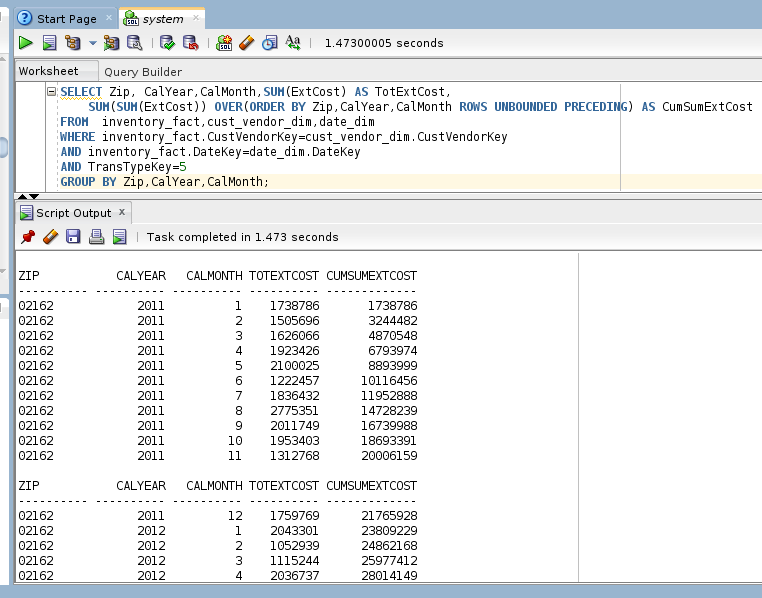 Start Page × system ×
1.47300005 seconds
Worksheet Query Builder
SELECT Zip, CalYear,CalMonth,SUM(ExtCost) AS TotExtCost,
SUM(SUM(ExtCost)) OVER(ORDER BY Zip,CalYear,CalMonth ROWS UNBOUNDED PRECEDING) AS CumSumExtCost
FROM inventory_fact,cust_vendor_dim,date_dim
WHERE inventory_fact.CustVendorKey=cust_vendor_dim.CustVendorKey
AND inventory_fact.DateKey=date_dim.DateKey
AND TransTypeKey=5
GROUP BY Zip,CalYear,CalMonth;
Script Output x
Task completed in 1.473 seconds
ZIP CALYEAR CALMONTH TOTEXTCOST CUMSUMEXTCOST
---------- ---------- ---------- ---------- -------------
02162 2011 1 1738786 1738786
02162 2011 2 1505696 3244482
02162 2011 3 1626066 4870548
02162 2011 4 1923426 6793974
02162 2011 5 2100025 8893999
02162 2011 6 1222457 10116456
02162 2011 7 1836432 11952888
02162 2011 8 2775351 14728239
02162 2011 9 2011749 16739988
02162 2011 10 1953403 18693391
02162 2011 11 1312768 20006159
ZIP CALYEAR CALMONTH TOTEXTCOST CUMSUMEXTCOST
---------- ---------- ---------- ---------- -------------
02162 2011 12 1759769 21765928
02162 2012 1 2043301 23809229
02162 2012 2 1052939 24862168
02162 2012 3 1115244 25977412
02162 2012 4 2036737 28014149